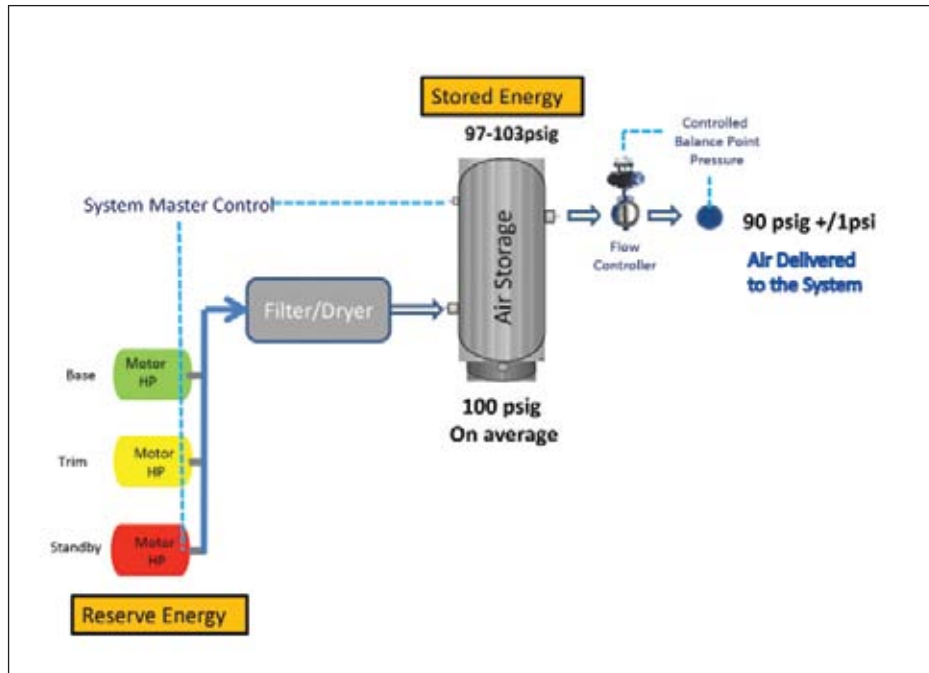 Stored Energy
97-103psig
Controlled
Balance Point
Pressure
System Master Control
Air Storage
90 psig +/1psi
Flow
Controller
Air Delivered
to the System
Filter/Dryer
Base
Motor
HP
100 psig
On average
Trim
Motor
HP
Standby
Motor
HP
Reserve Energy